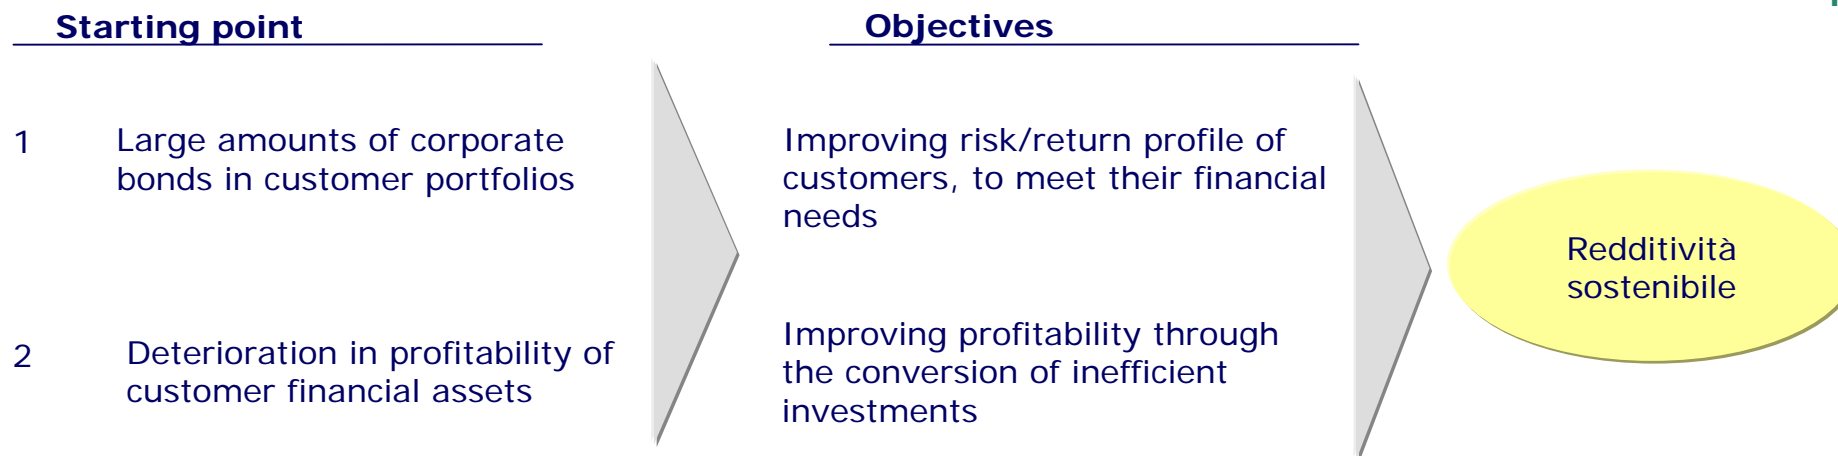 Starting point
Objectives
1
Large amounts of corporate
bonds in customer portfolios
Improving risk/return profile of
customers, to meet their financial
needs
2
Deterioration in profitability of
customer financial assets
Improving profitability through
the conversion of inefficient
investments
Redditività
sostenibile